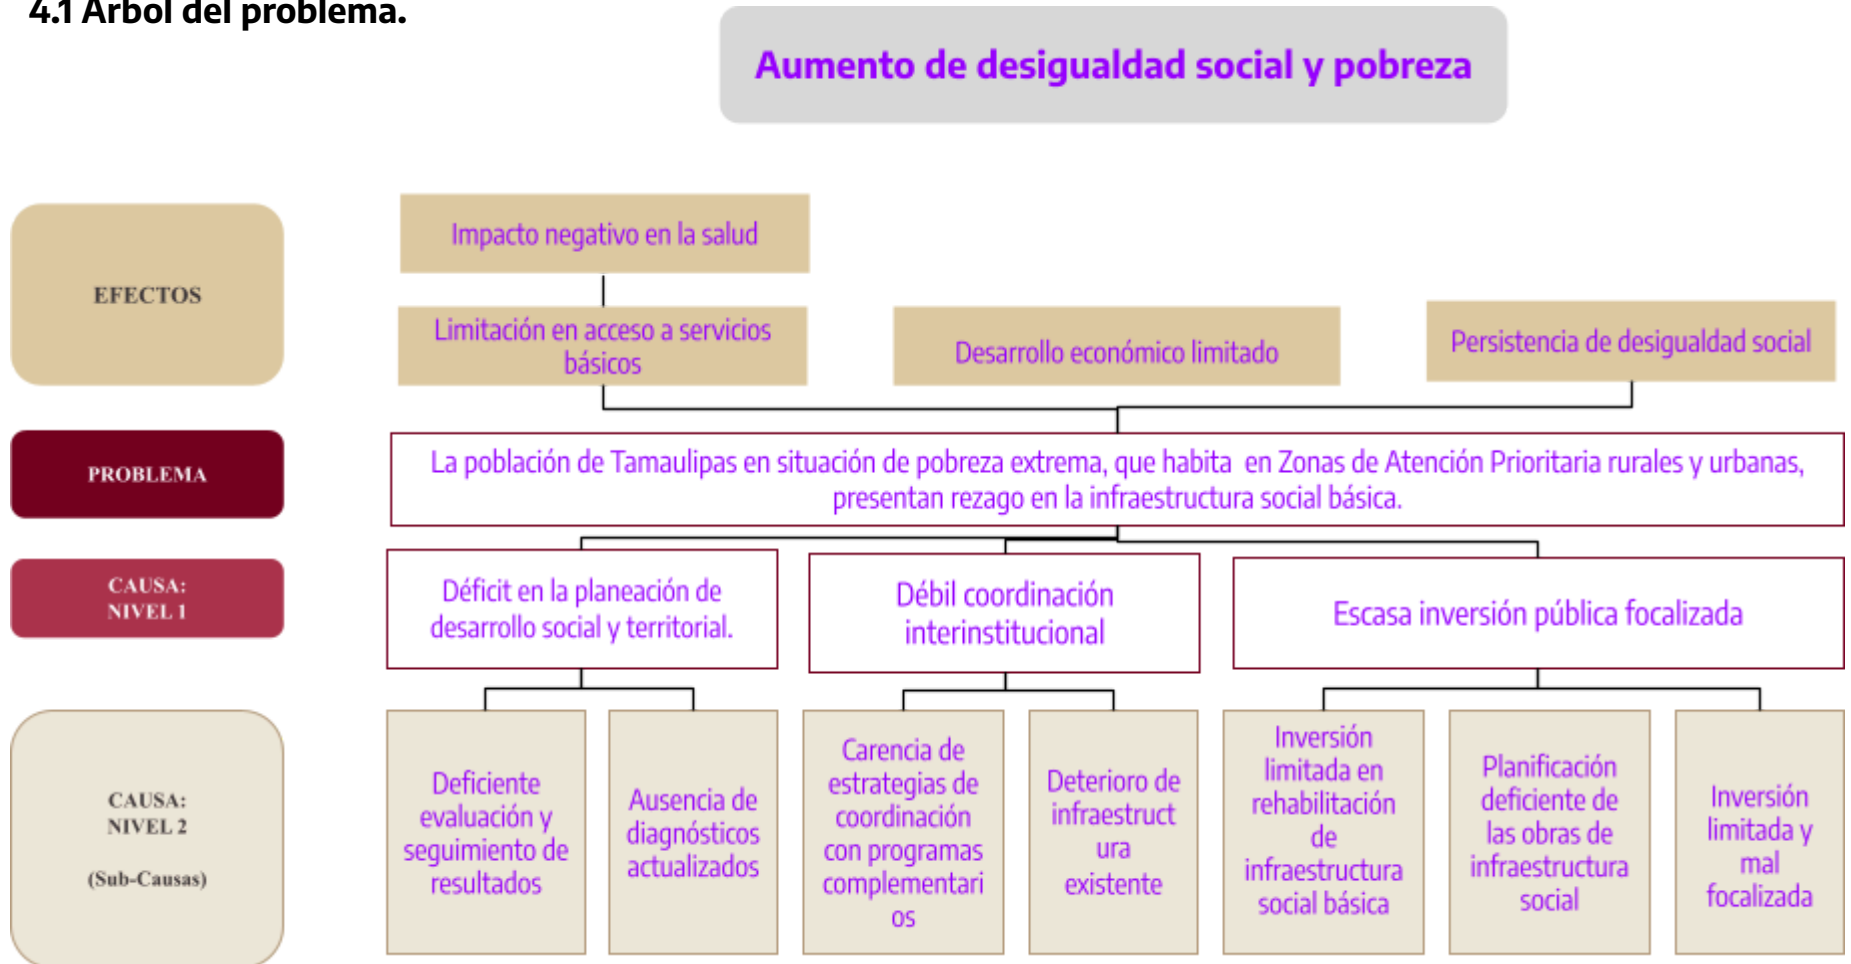 4.1 Árbol del problema.
Aumento de desigualdad social y pobreza
EFECTOS
Impacto negativo en la salud
Limitación en acceso a servicios
básicos
Desarrollo económico limitado
Persistencia de desigualdad social
PROBLEMA
La población de Tamaulipas en situación de pobreza extrema, que habita en Zonas de Atención Prioritaria rurales y urbanas,
presentan rezago en la infraestructura social básica.
CAUSA:
NIVEL 1
Déficit en la planeación de
desarrollo social y territorial.
Débil coordinación
interinstitucional
Escasa inversión pública focalizada
CAUSA:
NIVEL 2
(Sub-Causas)
Deficiente
evaluación y
seguimiento de
resultados
Ausencia de
diagnósticos
actualizados
Carencia de
estrategias de
coordinación
con programas
complementari
os
Deterioro de
infraestruct
ura
existente
Inversión
limitada en
rehabilitación
de
infraestructura
social básica
Planificación
deficiente de
las obras de
infraestructura
social
Inversión
limitada y
mal
focalizada